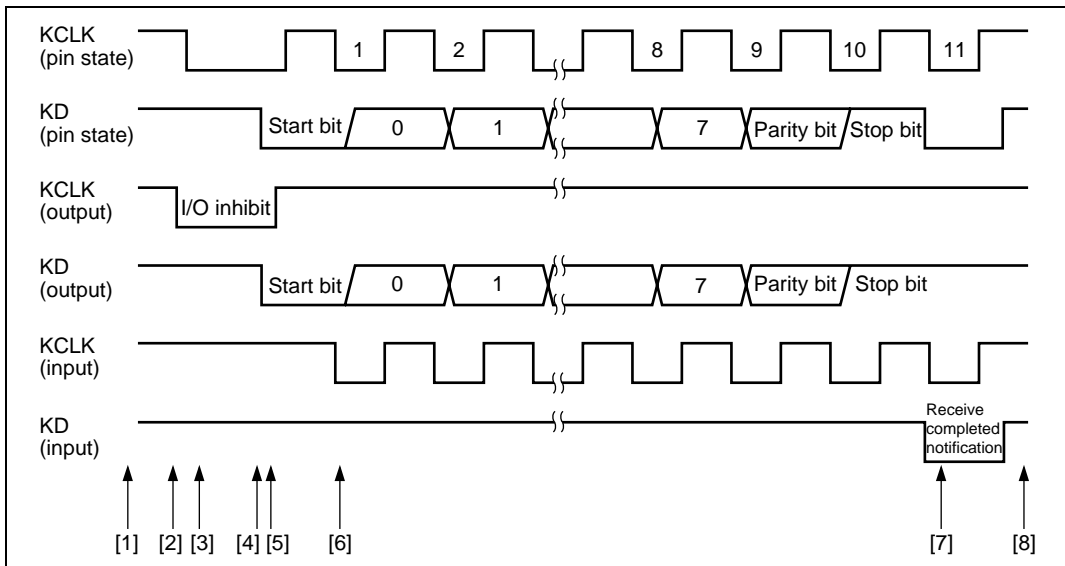 KCLK
(pin state)
1 2 8 9 10 11
KD
(pin state)
Start bit 0 1 7 Parity bit Stop bit
KCLK
(output)
I/O inhibit
KD
(output)
Start bit 0 1 7 Parity bit Stop bit
KCLK
(input)
KD
(input)
Receive
completed
notification
[1] [2] [3] [4] [5] [6] [7] [8]